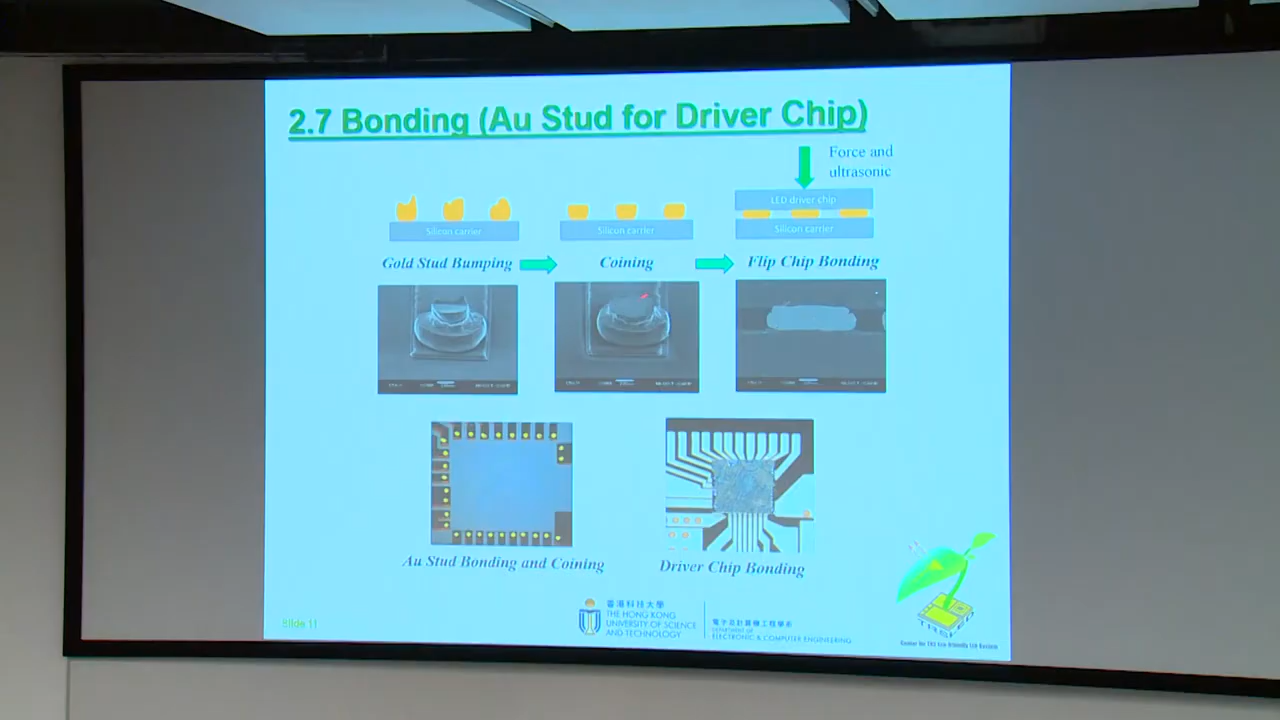 2.7 Bonding (Au Stud for Driver Chip)
Force and
ultrasonic
LED driver chip
Silicon carrier
Silicon carrier
Silicon carrier
Gold Stud Bumping
Coining
Flip Chip Bonding
Au Stud Bonding and Coining
Driver Chip Bonding
Slide 11
香港科技大學
THE HONG KONG
UNIVERSITY OF SCIENCE
AND TECHNOLOGY
電子及計算機工程學系
DEPARTMENT OF
ELECTRONIC & COMPUTER ENGINEERING